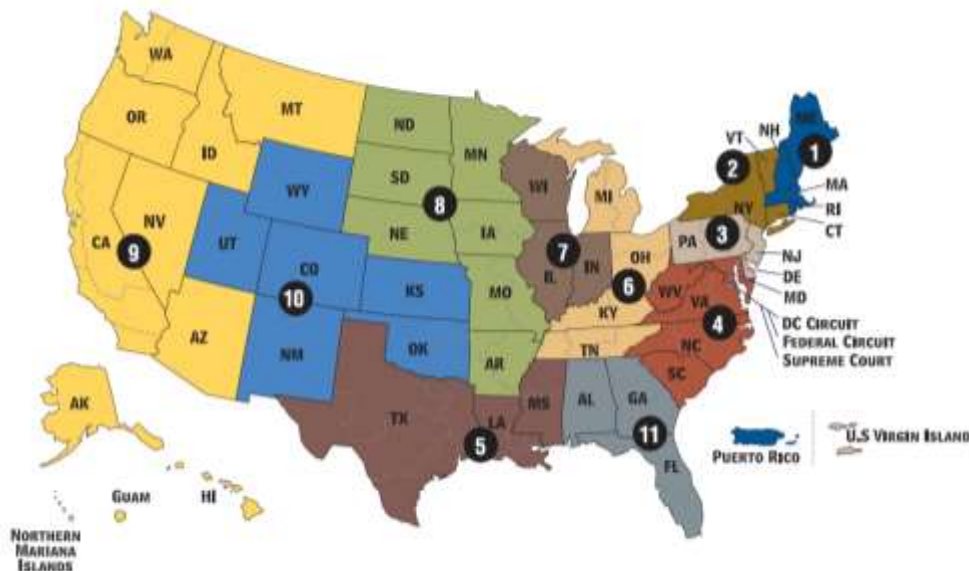 WA
MT
ND
MN
OR
ID
SD
WI
MI
VT
NH
ME
1
2
MA
NY
RI
CT
WY
8
3
PA
NV
NE
IA
CA
9
UT
7
OH
NJ
IL
IN
DE
CO
6
MD
10
KS
MO
WV
VA
KY
4
DC CIRCUIT
FEDERAL CIRCUIT
SUPREME COURT
AZ
NM
OK
TN
NC
AR
SC
AK
TX
MS
AL
GA
LA
5
11
FL
PUERTO RICO
U.S VIRGIN ISLAND
GUAM
HI
NORTHERN
MARIANA
ISLANDS